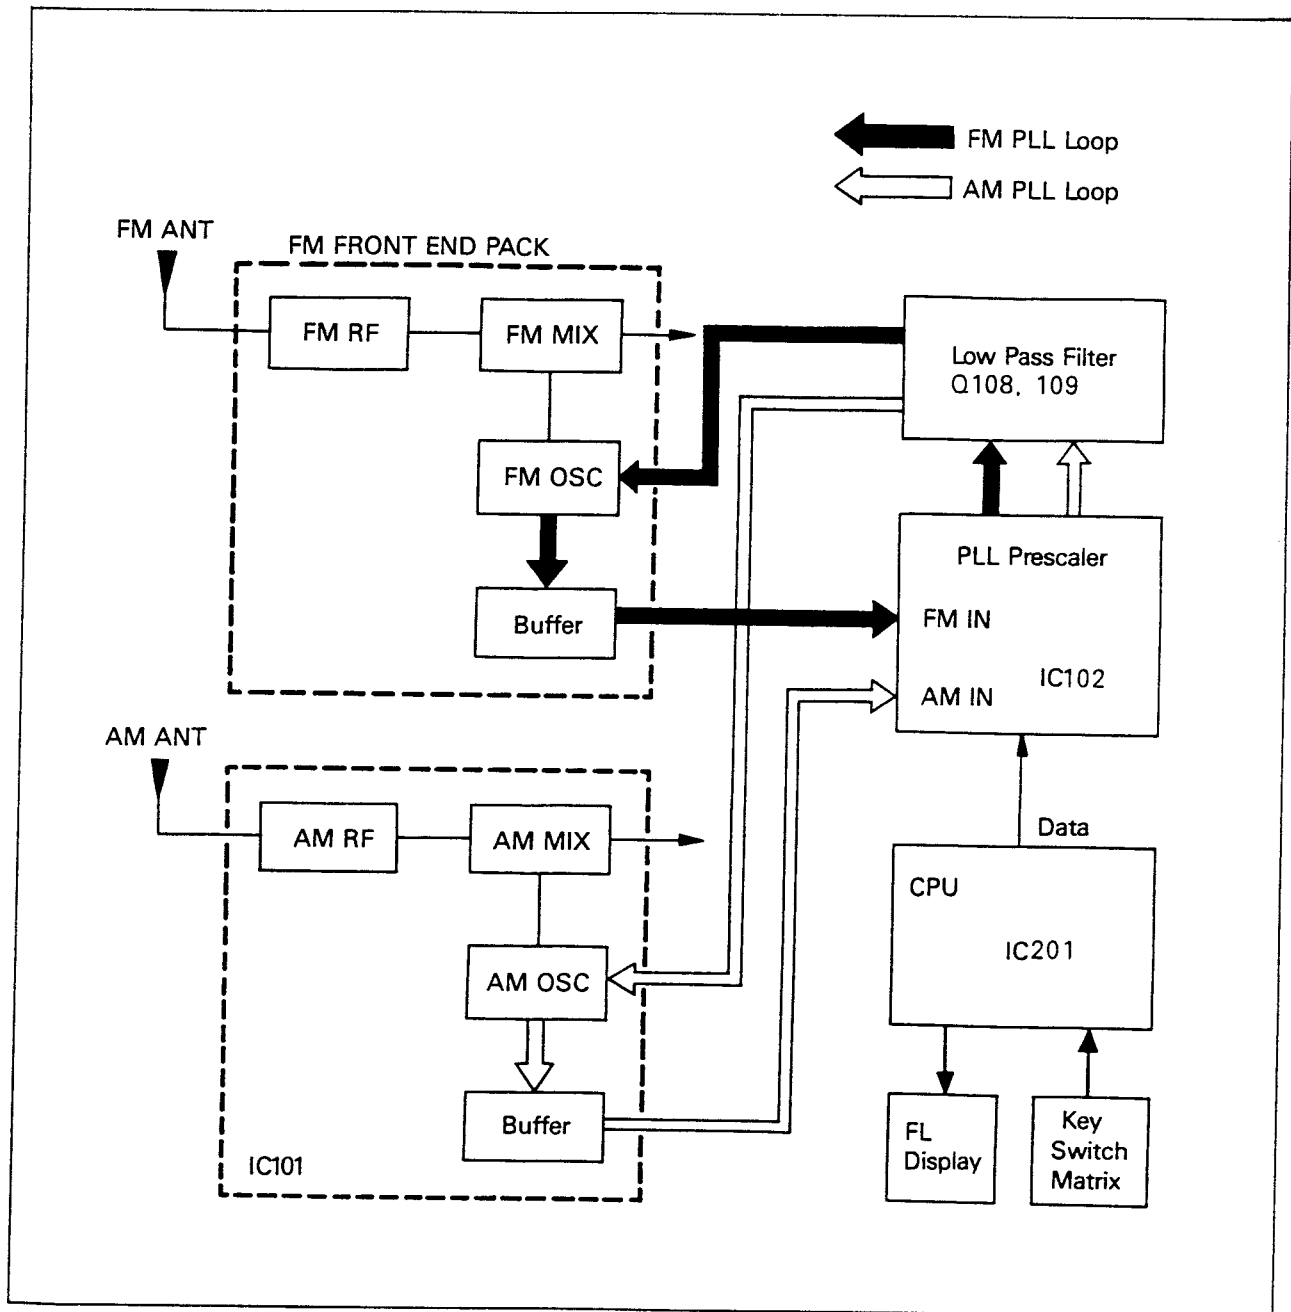 FM PLL Loop
AM PLL Loop
FM ANT
FM FRONT END PACK
FM RF
FM MIX
Low Pass Filter
Q108, 109
FM OSC
PLL Prescaler
Buffer
FM IN
IC102
AM IN
AM ANT
AM RF
AM MIX
Data
CPU
IC201
AM OSC
Buffer
IC101
FL
Display
Key
Switch
Matrix